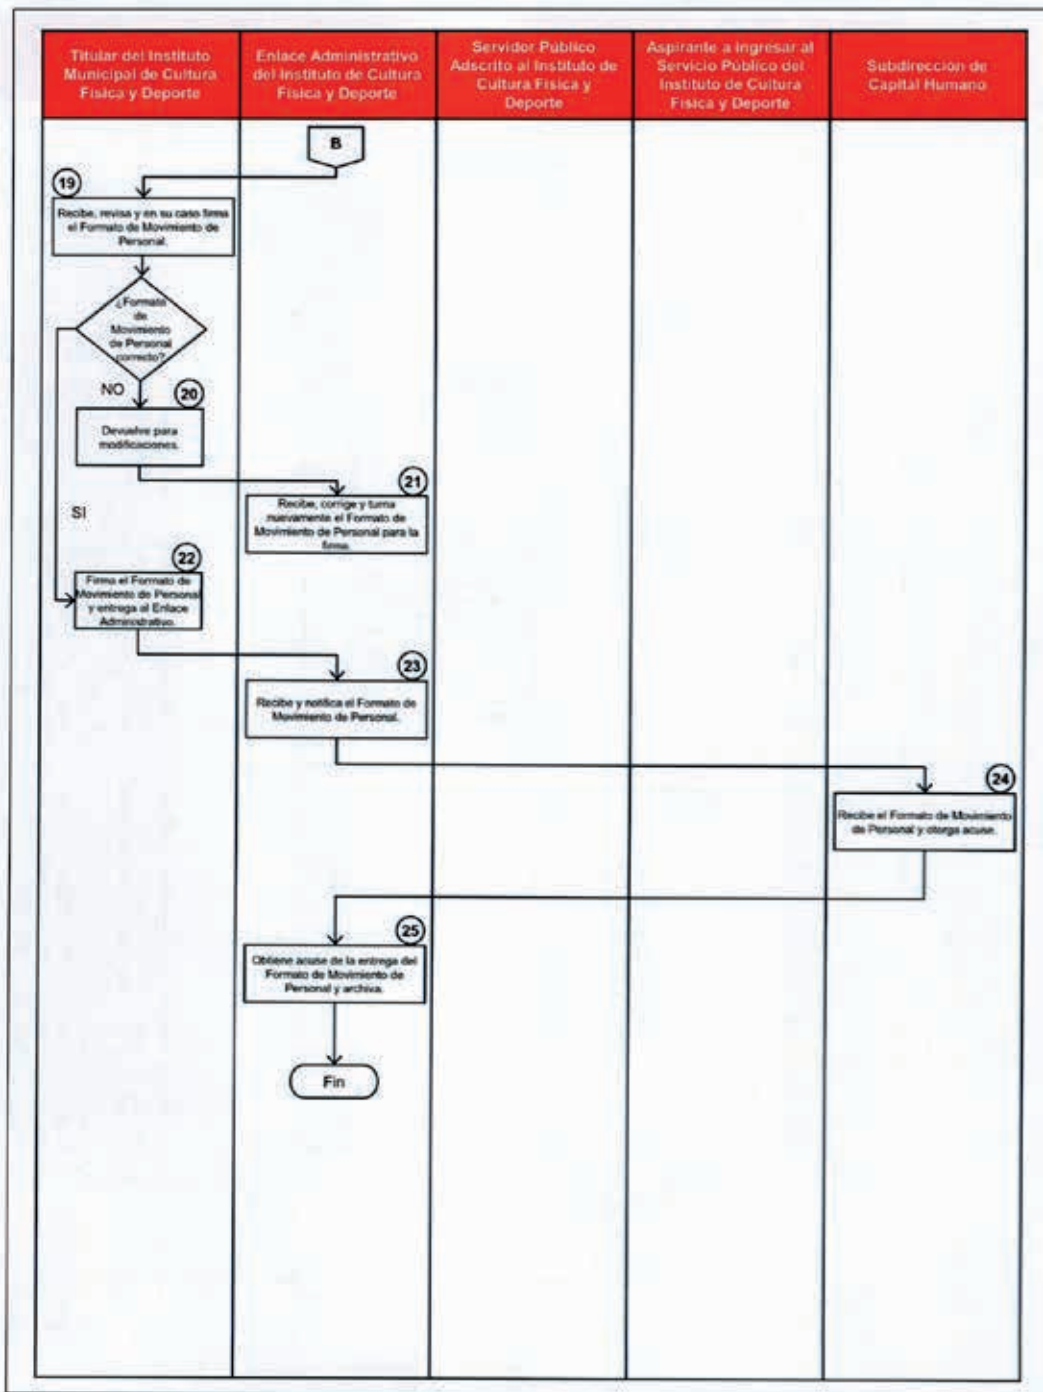 Titular del Instituto
Municipal de Cultura
Física y Deporte
Enlace Administrativo
del Instituto de Cultura
Física y Deporte
Servidor Público
Adscrito al Instituto de
Cultura Física y
Deporte
Aspirante a Ingresar al
Servicio Público del
Instituto de Cultura
Física y Deporte
Subdirección de
Capital Humano
B
19
Recibe, revisa y en su caso firma
el Formato de Movimiento de
Personal.
¿Formato
de
Movimiento
de Personal
correcto?
NO
20
Devuelve para
modificaciones.
21
Recibe, corrige y turna
nuevamente el Formato de
Movimiento de Personal para la
firma.
SI
22
Firma el Formato de
Movimiento de Personal
y entrega al Enlace
Administrativo.
23
Recibe y notifica el Formato de
Movimiento de Personal.
24
Recibe el Formato de Movimiento
de Personal y otorga acuse.
25
Obtiene acuse de la entrega del
Formato de Movimiento de
Personal y archiva.
Fin